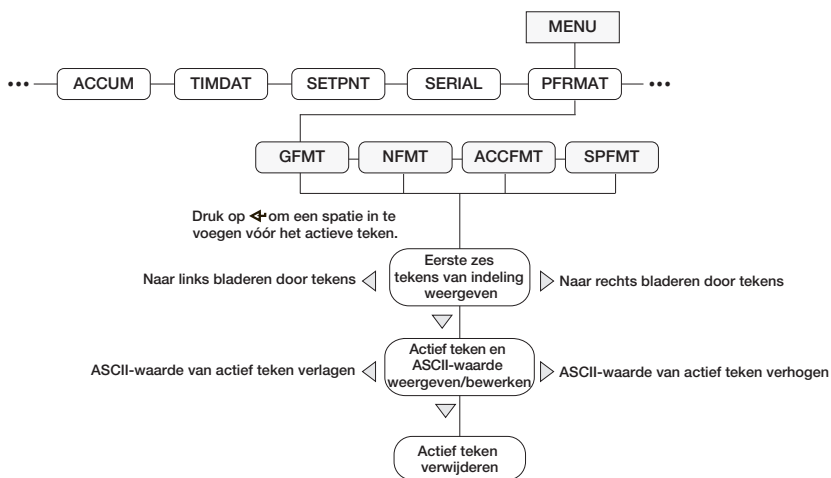 MENU
••• ACCUM TIMDAT SETPNT SERIAL PFRMAT •••
GFMT NFMT ACCFMT SPFMT
Druk op om een spatie in te
voegen vóór het actieve teken.
Eerste zes
tekens van indeling
weergeven
Naar links bladeren door tekens
Naar rechts bladeren door tekens
Actief teken en
ASCII-waarde
weergeven/bewerken
ASCII-waarde van actief teken verlagen
ASCII-waarde van actief teken verhogen
Actief teken
verwijderen